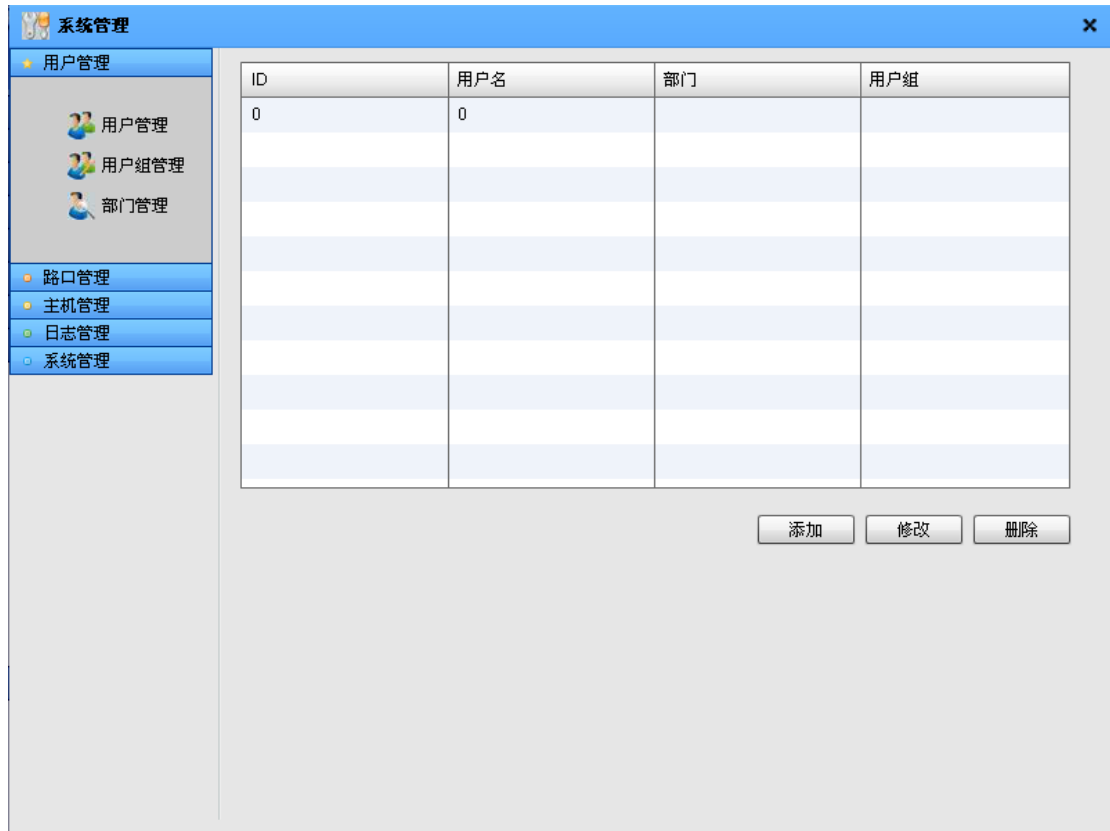 系统管理
用户管理
用户管理
用户组管理
部门管理
路口管理
主机管理
日志管理
系统管理
ID 用户名 部门 用户组
0 0
添加 修改 删除